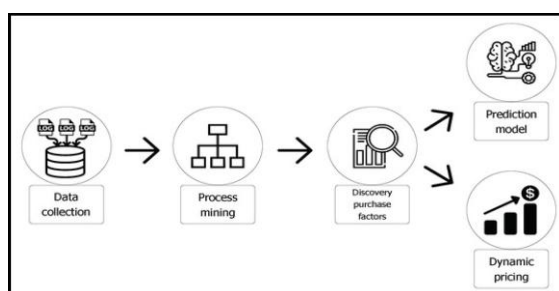 LOG LOG LOG
Data
collection
Process
mining
Discovery
purchase
factors
Prediction
model
$
Dynamic
pricing